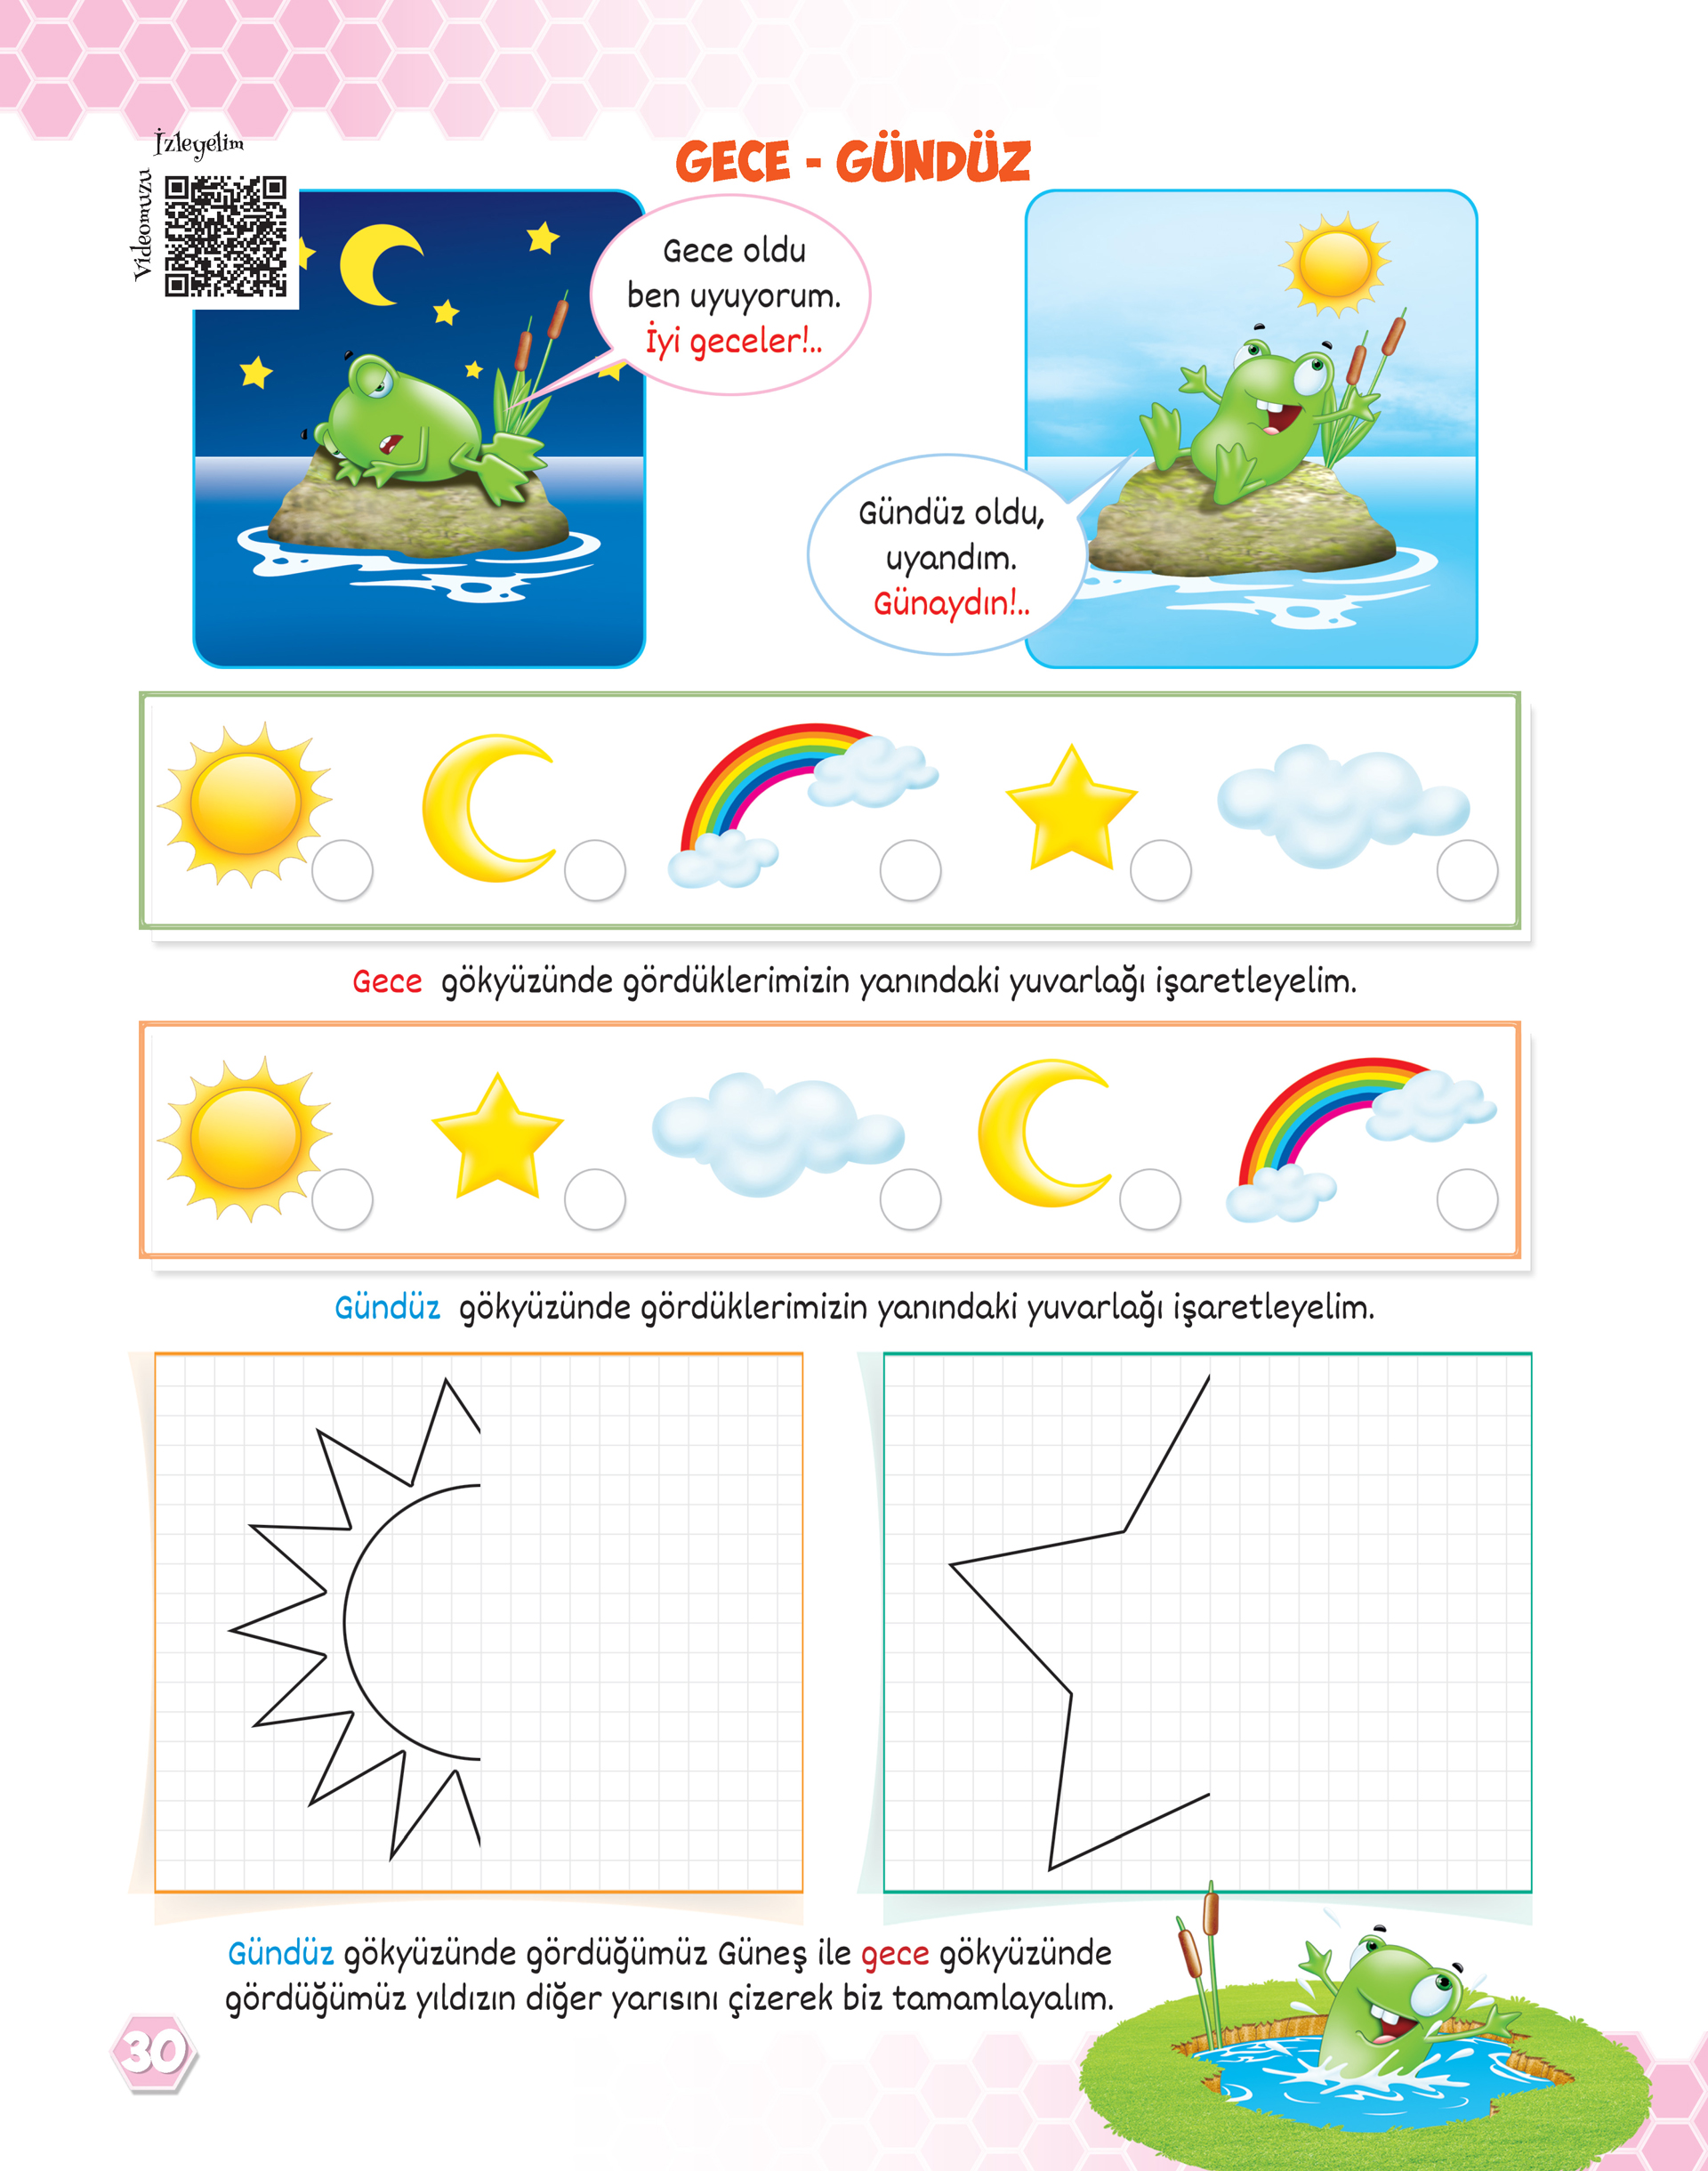 İzleyelim
Videomuzu
GECE - GÜNDÜZ
Gece oldu
ben uyuyorum.
İyi geceler!..
Gündüz oldu,
uyandım.
Günaydın!..
Gece gökyüzünde gördüklerimizin yanındaki yuvarlağı işaretleyelim.
Gündüz gökyüzünde gördüklerimizin yanındaki yuvarlağı işaretleyelim.
Gündüz gökyüzünde gördüğümüz Güneş ile gece gökyüzünde
gördüğümüz yıldızın diğer yarısını çizerek biz tamamlayalım.
30